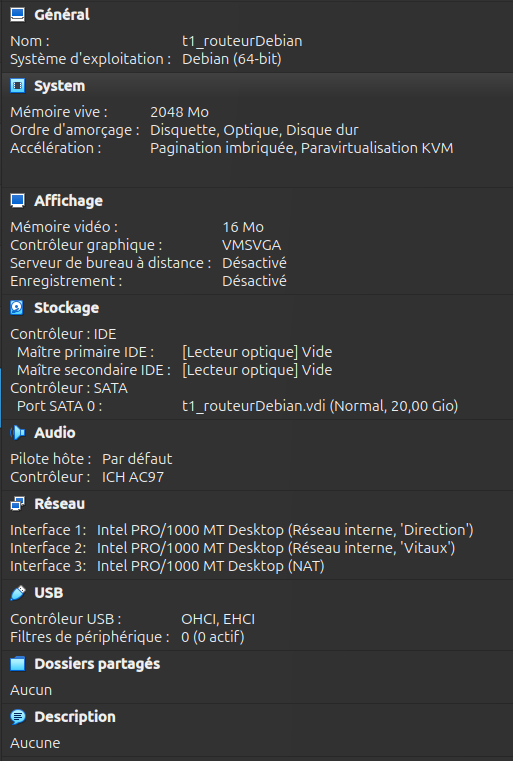 Général
Nom : t1_routeurDebian
Système d'exploitation : Debian (64-bit)
System
Mémoire vive : 2048 Mo
Ordre d'amorçage : Disquette, Optique, Disque dur
Accélération : Pagination imbriquée, Paravirtualisation KVM
Affichage
Mémoire vidéo : 16 Mo
Contrôleur graphique : VMSVGA
Serveur de bureau à distance : Désactivé
Enregistrement : Désactivé
Stockage
Contrôleur : IDE
Maître primaire IDE : [Lecteur optique] Vide
Maître secondaire IDE : [Lecteur optique] Vide
Contrôleur : SATA
Port SATA 0 : t1_routeurDebian.vdi (Normal, 20,00 Gio)
Audio
Pilote hôte : Par défaut
Contrôleur : ICH AC97
Réseau
Interface 1: Intel PRO/1000 MT Desktop (Réseau interne, 'Direction')
Interface 2: Intel PRO/1000 MT Desktop (Réseau interne, 'Vitaux')
Interface 3: Intel PRO/1000 MT Desktop (NAT)
USB
Contrôleur USB : OHCI, EHCI
Filtres de périphérique : 0 (0 actif)
Dossiers partagés
Aucun
Description
Aucune